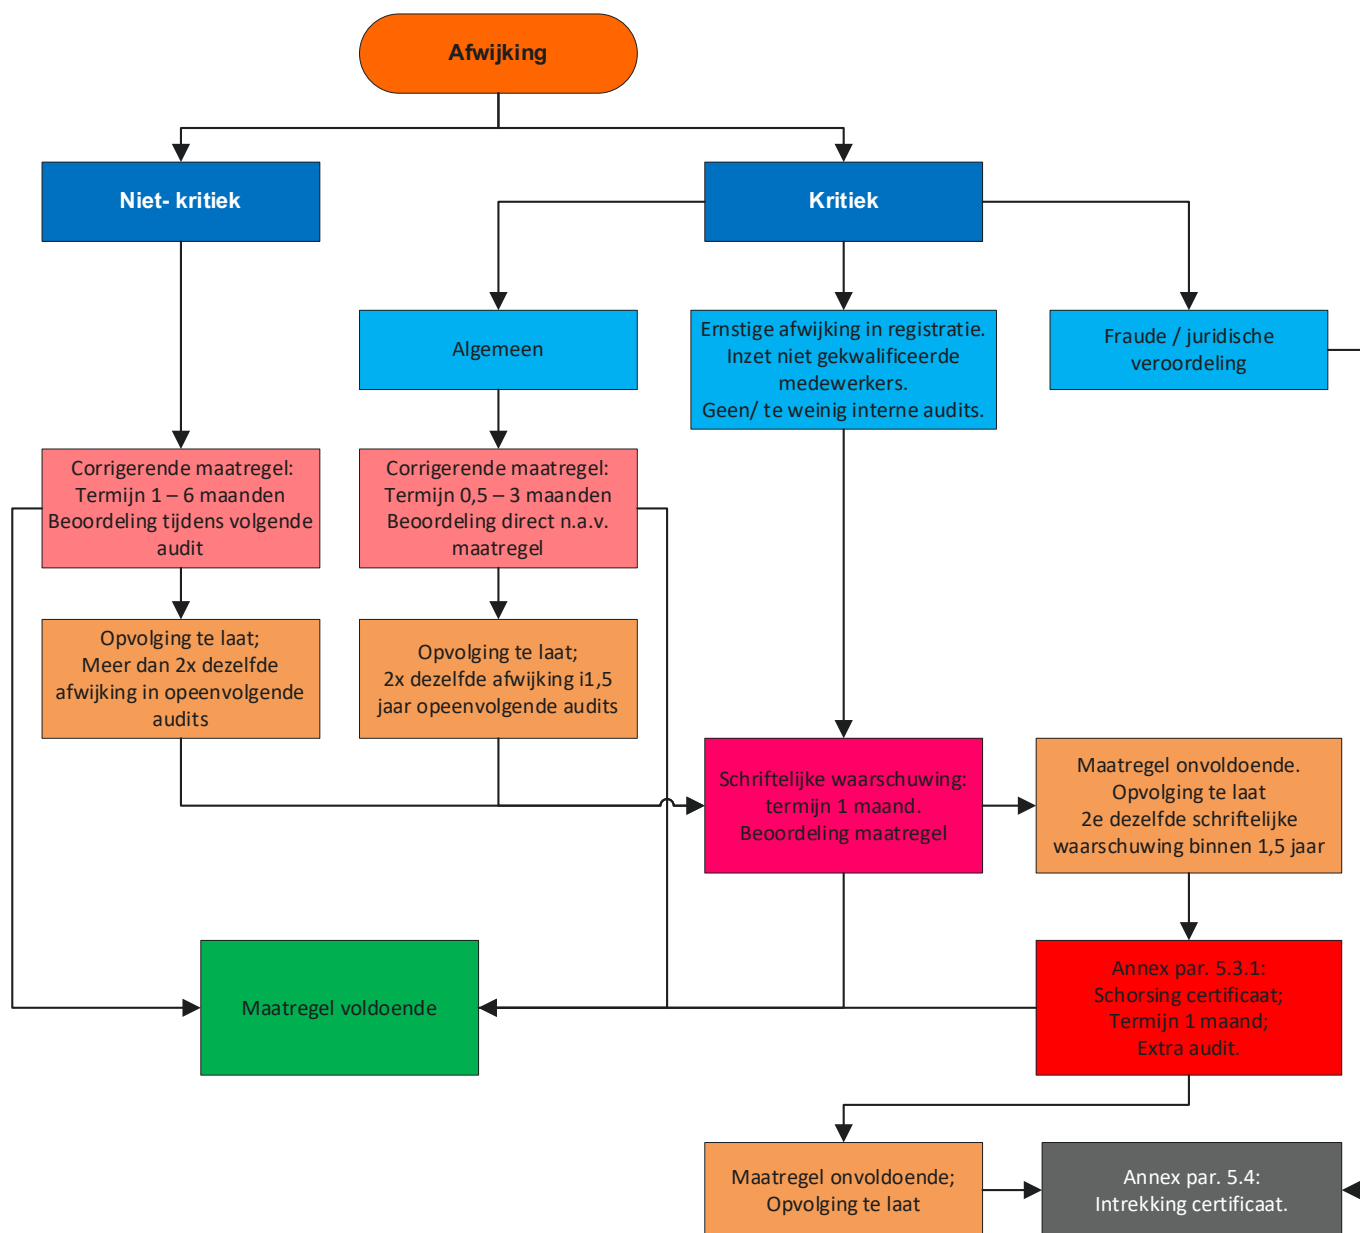 Afwijking
Niet- kritiek
Kritiek
Algemeen
Ernstige afwijking in registratie.
Inzet niet gekwalificeerde
medewerkers.
Geen/ te weinig interne audits.
Fraude / juridische
veroordeling
Corrigerende maatregel:
Termijn 1 – 6 maanden
Beoordeling tijdens volgende
audit
Corrigerende maatregel:
Termijn 0,5 – 3 maanden
Beoordeling direct n.a.v.
maatregel
Opvolging te laat;
Meer dan 2x dezelfde
afwijking in opeenvolgende
audits
Opvolging te laat;
2x dezelfde afwijking i1,5
jaar opeenvolgende audits
Schriftelijke waarschuwing:
termijn 1 maand.
Beoordeling maatregel
Maatregel onvoldoende.
Opvolging te laat
2e dezelfde schriftelijke
waarschuwing binnen 1,5 jaar
Maatregel voldoende
Annex par. 5.3.1:
Schorsing certificaat;
Termijn 1 maand;
Extra audit.
Maatregel onvoldoende;
Opvolging te laat
Annex par. 5.4:
Intrekking certificaat.